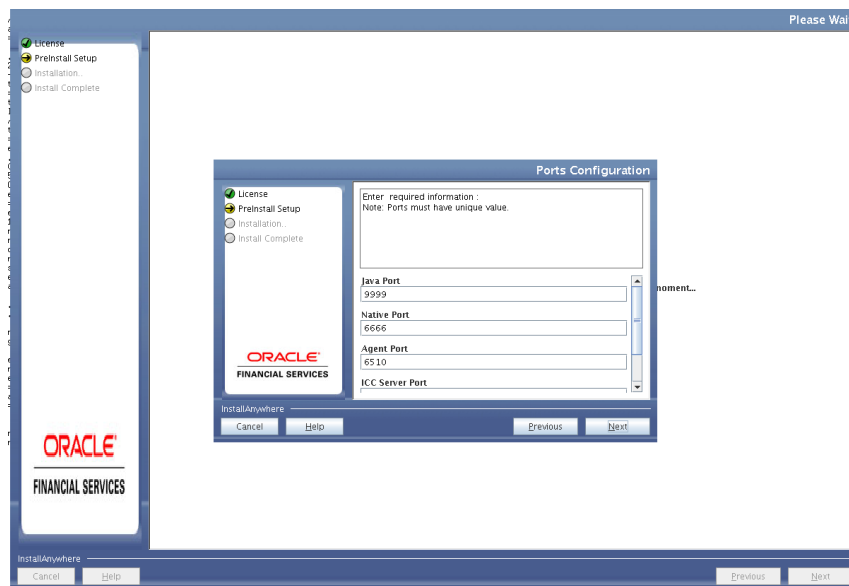 Please Wai
License
PreInstall Setup
Installation..
Install Complete
Ports Configuration
License
PreInstall Setup
Installation..
Install Complete
Enter required information :
Note: Ports must have unique value.
Java Port
9999
Native Port
6666
Agent Port
6510
ICC Server Port
moment...
ORACLE
FINANCIAL SERVICES
InstallAnywhere
Cancel
Help
Previous
Next
ORACLE
FINANCIAL SERVICES
InstallAnywhere
Cancel
Help
Previous
Next